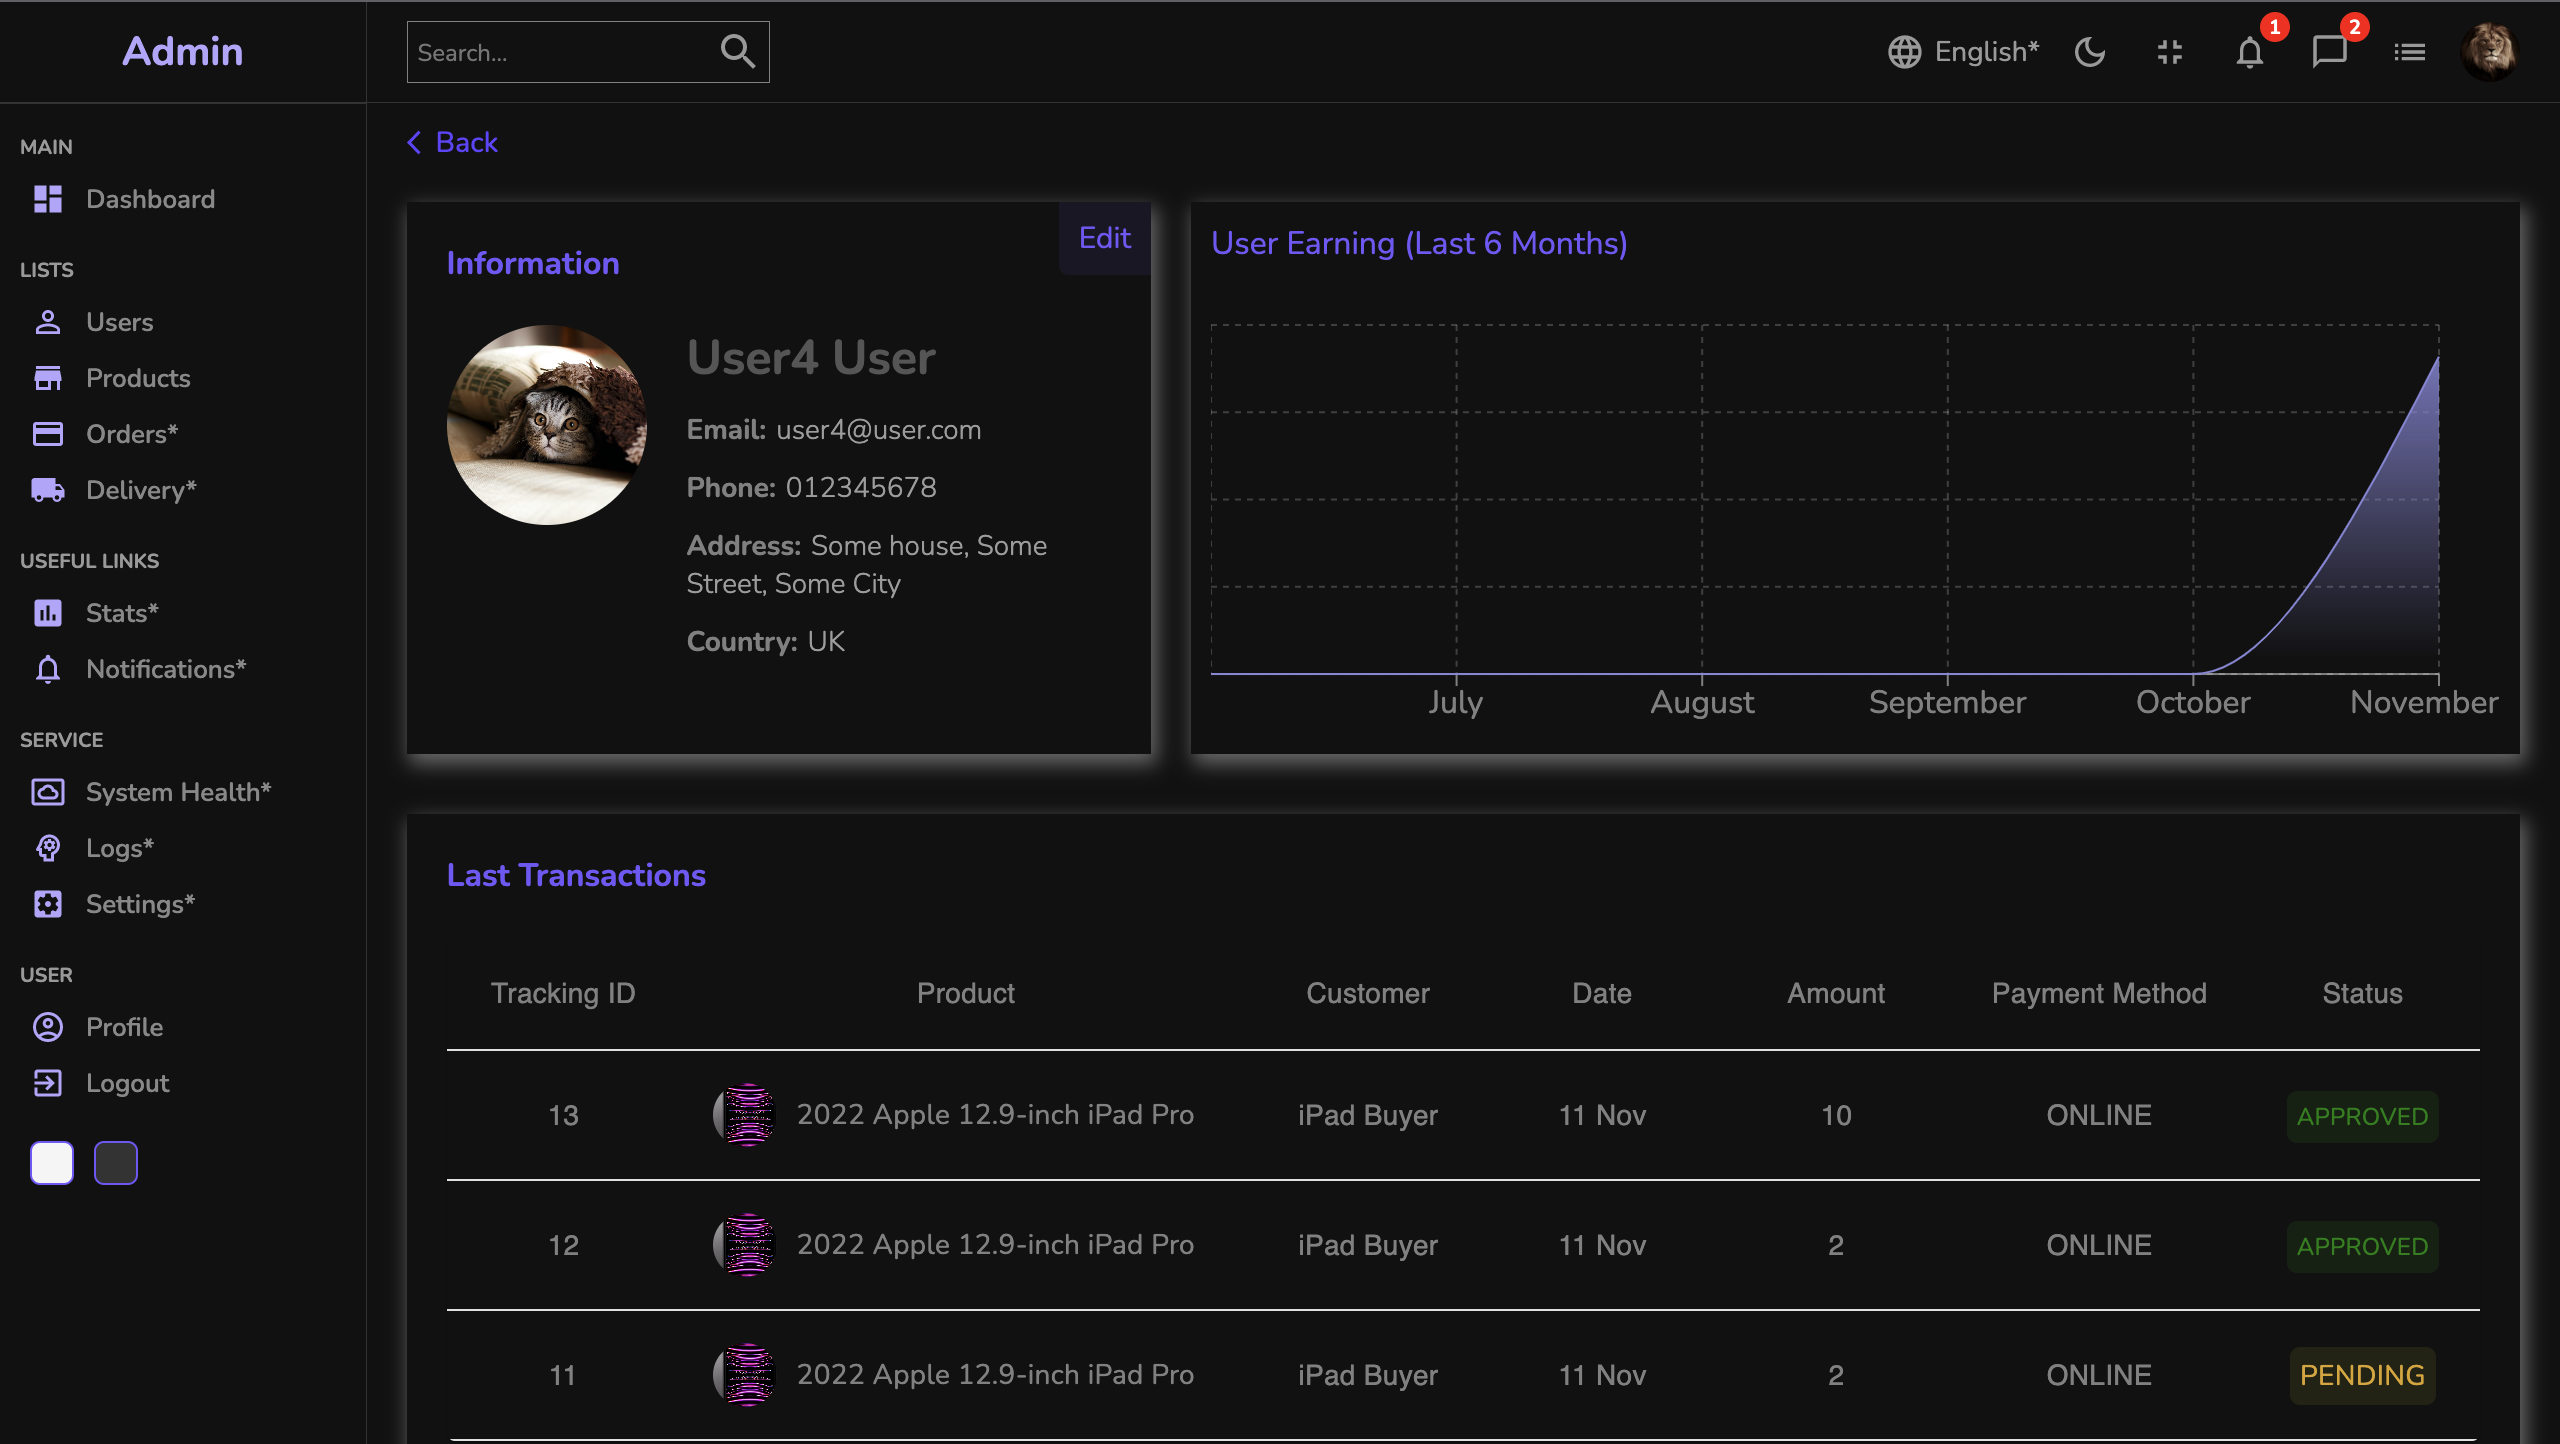 Admin
Search...
English*
1
2
MAIN
Dashboard
LISTS
Users
Products
Orders*
Delivery*
USEFUL LINKS
Stats*
Notifications*
SERVICE
System Health*
Logs*
Settings*
USER
Profile
Logout
Back
Edit
Information
User4 User
Email: user4@user.com
Phone: 012345678
Address: Some house, Some
Street, Some City
Country: UK
User Earning (Last 6 Months)
July August September October November
Last Transactions
Tracking ID Product Customer Date Amount Payment Method Status
13 2022 Apple 12.9-inch iPad Pro iPad Buyer 11 Nov 10 ONLINE APPROVED
12 2022 Apple 12.9-inch iPad Pro iPad Buyer 11 Nov 2 ONLINE APPROVED
11 2022 Apple 12.9-inch iPad Pro iPad Buyer 11 Nov 2 ONLINE PENDING